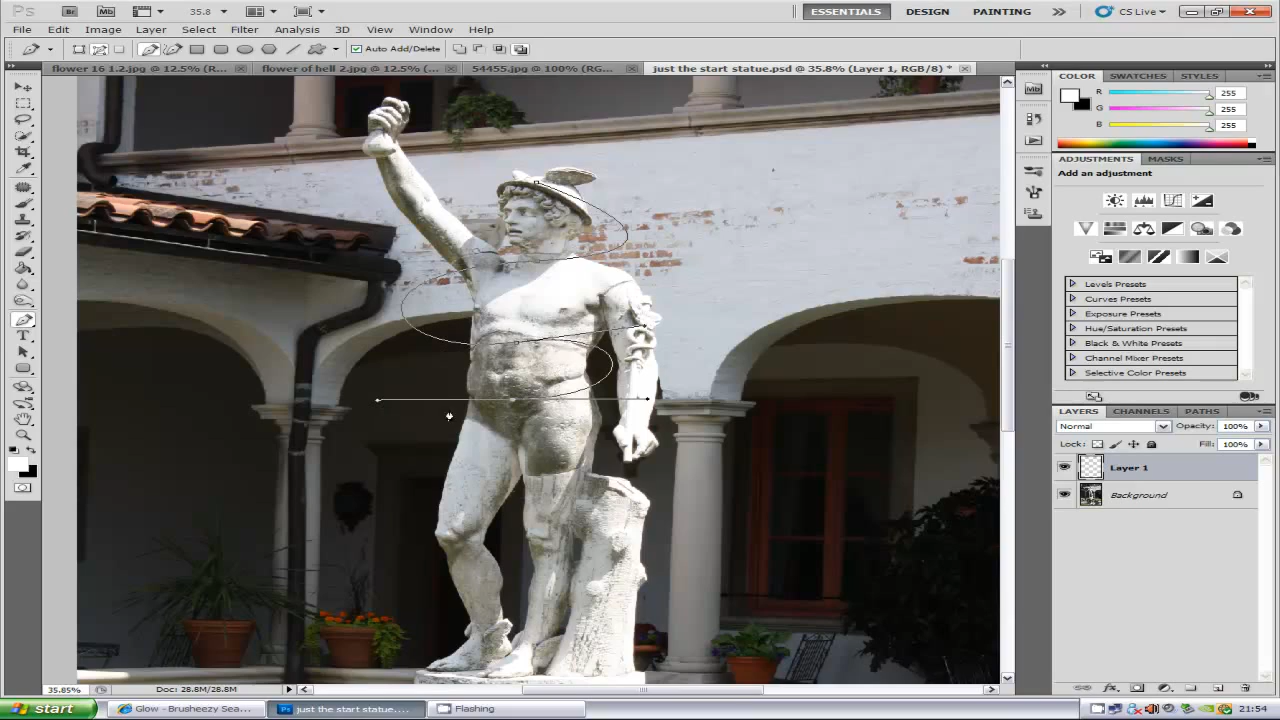 Ps Br Mb 35.8 ESSENTIALS DESIGN PAINTING CS Live
File Edit Image Layer Select Filter Analysis 3D View Window Help
Auto Add/Delete
flower 16 1.2.jpg @ 12.5% (R... flower of hell 2.jpg @ 12.5% (... 54455.jpg @ 100% (RG... just the start statue.psd @ 35.8% (Layer 1, RGB/8) *
COLOR SWATCHES STYLES
R 255
G 255
B 255
ADJUSTMENTS MASKS
Add an adjustment
Levels Presets
Curves Presets
Exposure Presets
Hue/Saturation Presets
Black & White Presets
Channel Mixer Presets
Selective Color Presets
LAYERS CHANNELS PATHS
Normal Opacity: 100%
Lock: Fill: 100%
Layer 1
Background
35.85% Doc: 28.8M/28.8M
start Glow - Brusheezy Sea... just the start statue.... Flashing 21:54